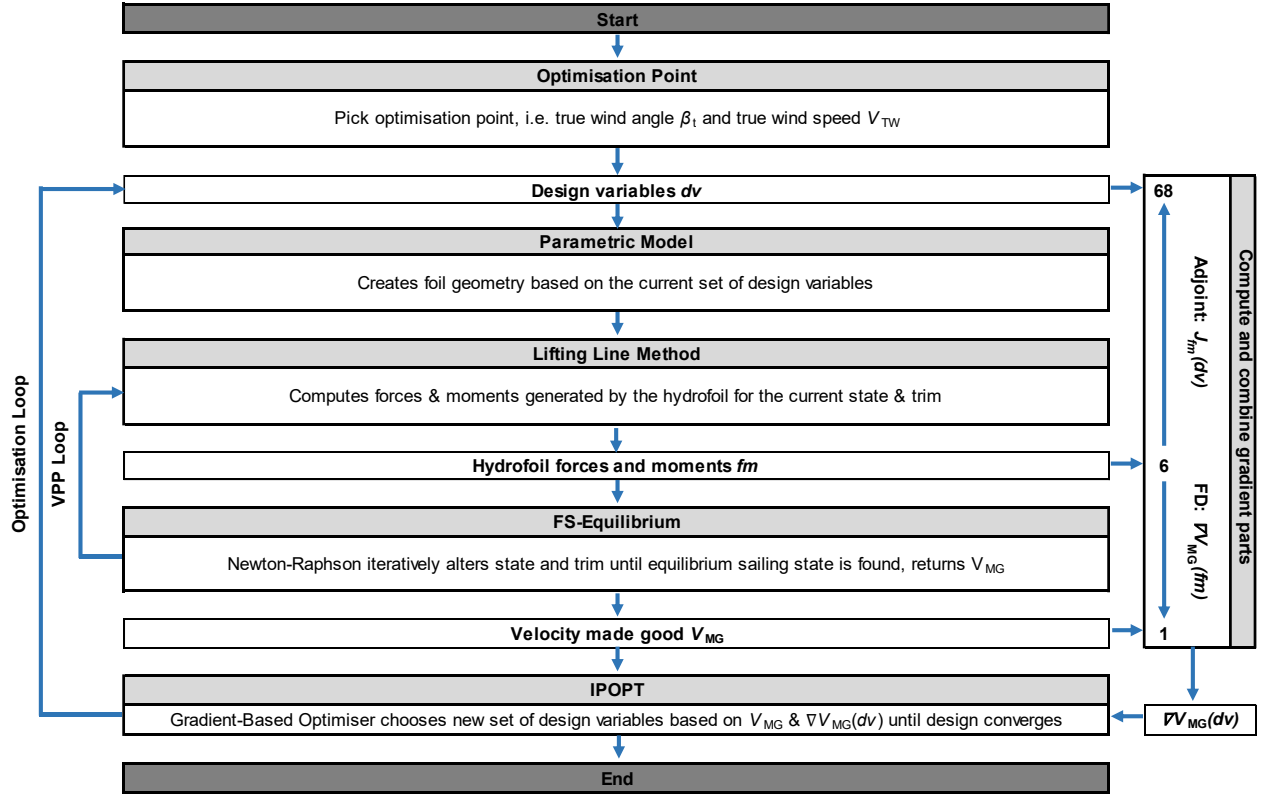 Start
Optimisation Point
Pick optimisation point, i.e. true wind angle βt and true wind speed VTW
Design variables dv
Parametric Model
Creates foil geometry based on the current set of design variables
Lifting Line Method
Computes forces & moments generated by the hydrofoil for the current state & trim
Hydrofoil forces and moments fm
FS-Equilibrium
Newton-Raphson iteratively alters state and trim until equilibrium sailing state is found, returns VMG
Velocity made good VMG
IPOPT
Gradient-Based Optimiser chooses new set of design variables based on VMG & ∇VMG(dv) until design converges
End
Optimisation Loop
VPP Loop
68
Adjoint: Jfm(dv)
6
FD: ∇VMG(fm)
1
Compute and combine gradient parts
∇VMG(dv)